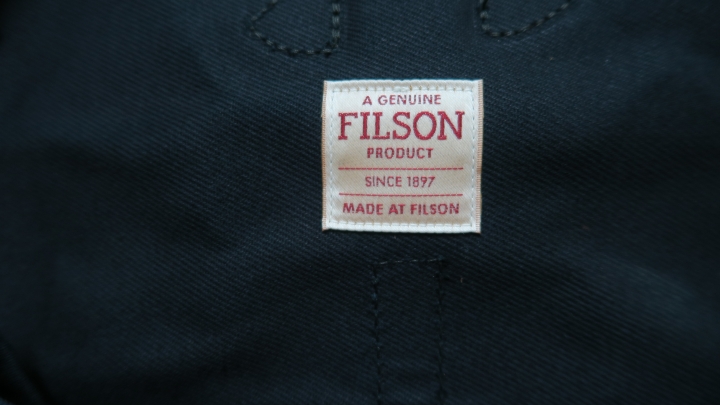 A GENUINE
FILSON
PRODUCT
SINCE 1897
MADE AT FILSON